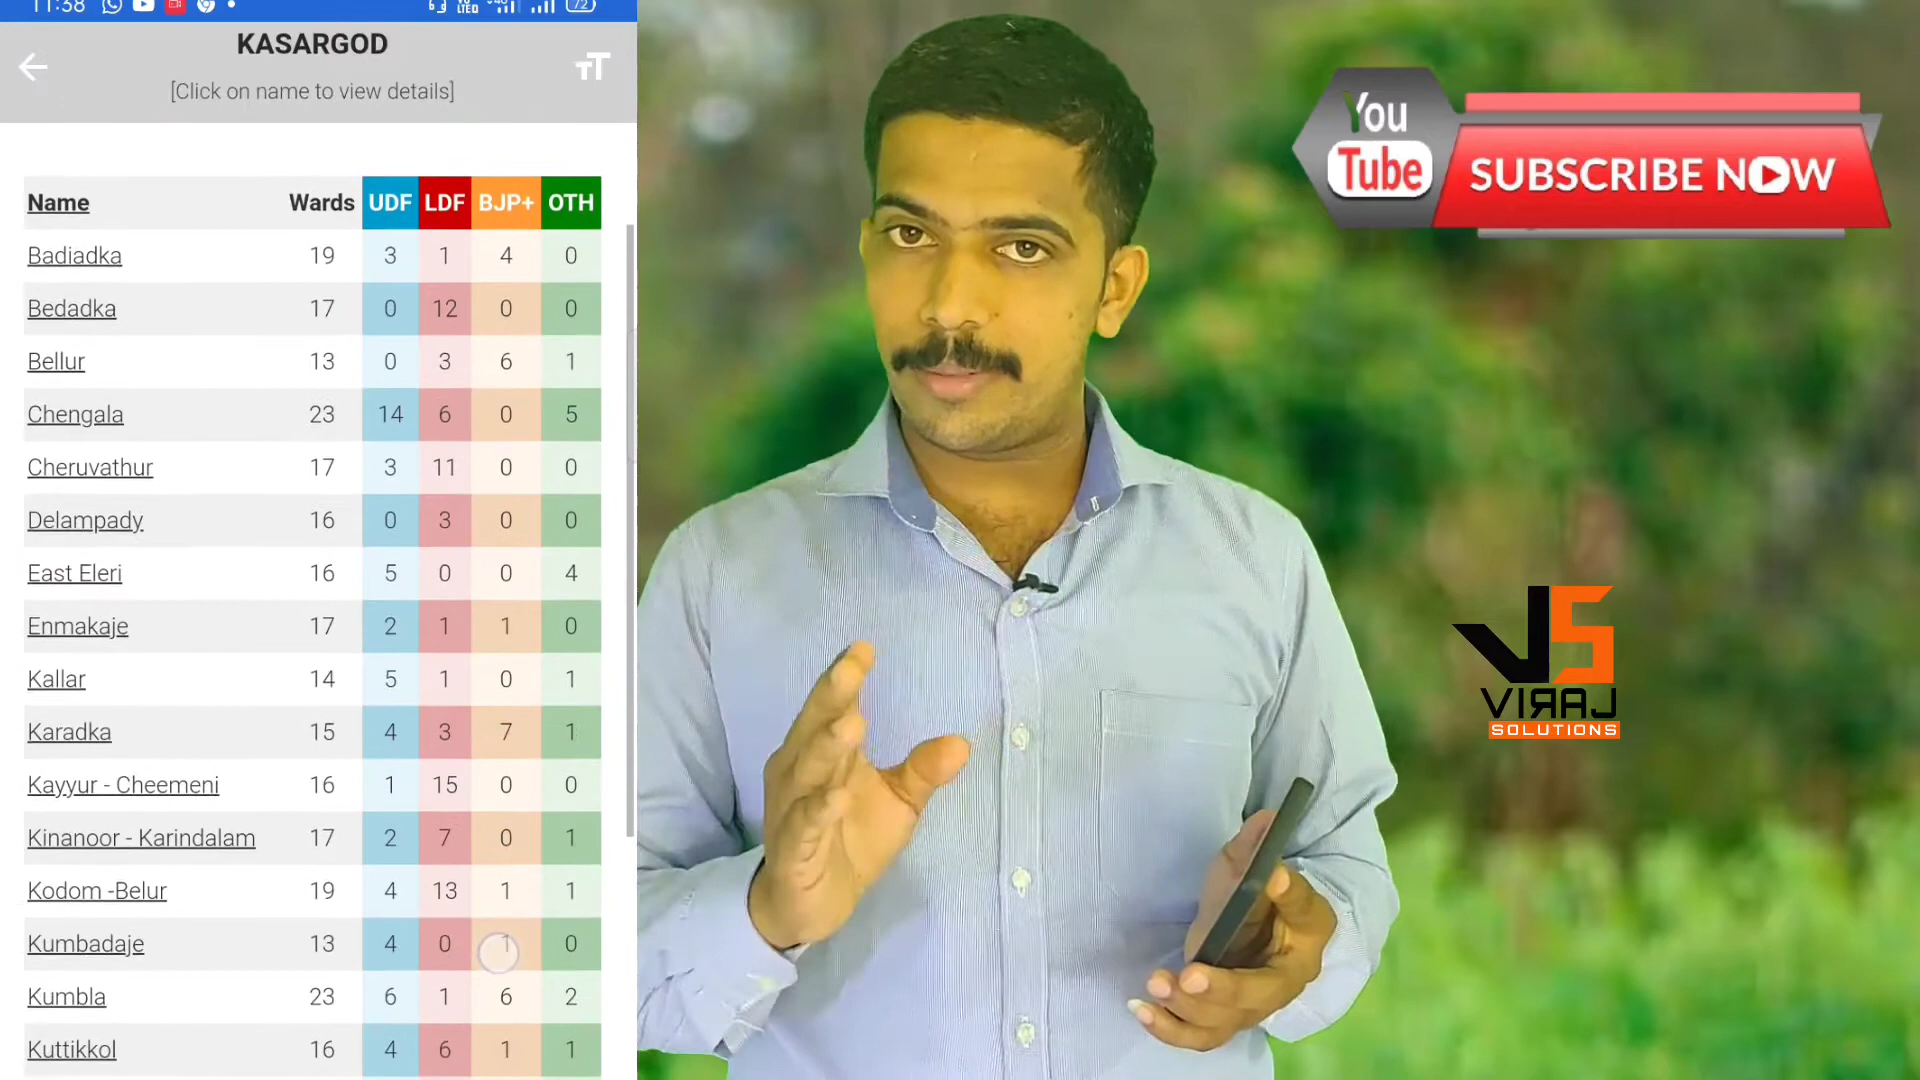 11:38
72
KASARGOD
[Click on name to view details]
Name Wards UDF LDF BJP+ OTH
Badiadka 19 3 1 4 0
Bedadka 17 0 12 0 0
Bellur 13 0 3 6 1
Chengala 23 14 6 0 5
Cheruvathur 17 3 11 0 0
Delampady 16 0 3 0 0
East Eleri 16 5 0 0 4
Enmakaje 17 2 1 1 0
Kallar 14 5 1 0 1
Karadka 15 4 3 7 1
Kayyur - Cheemeni 16 1 15 0 0
Kinanoor - Karindalam 17 2 7 0 1
Kodom -Belur 19 4 13 1 1
Kumbadaje 13 4 0 1 0
Kumbla 23 6 1 6 2
Kuttikkol 16 4 6 1 1
You
Tube
SUBSCRIBE NOW
VS
VIRAJ
SOLUTIONS